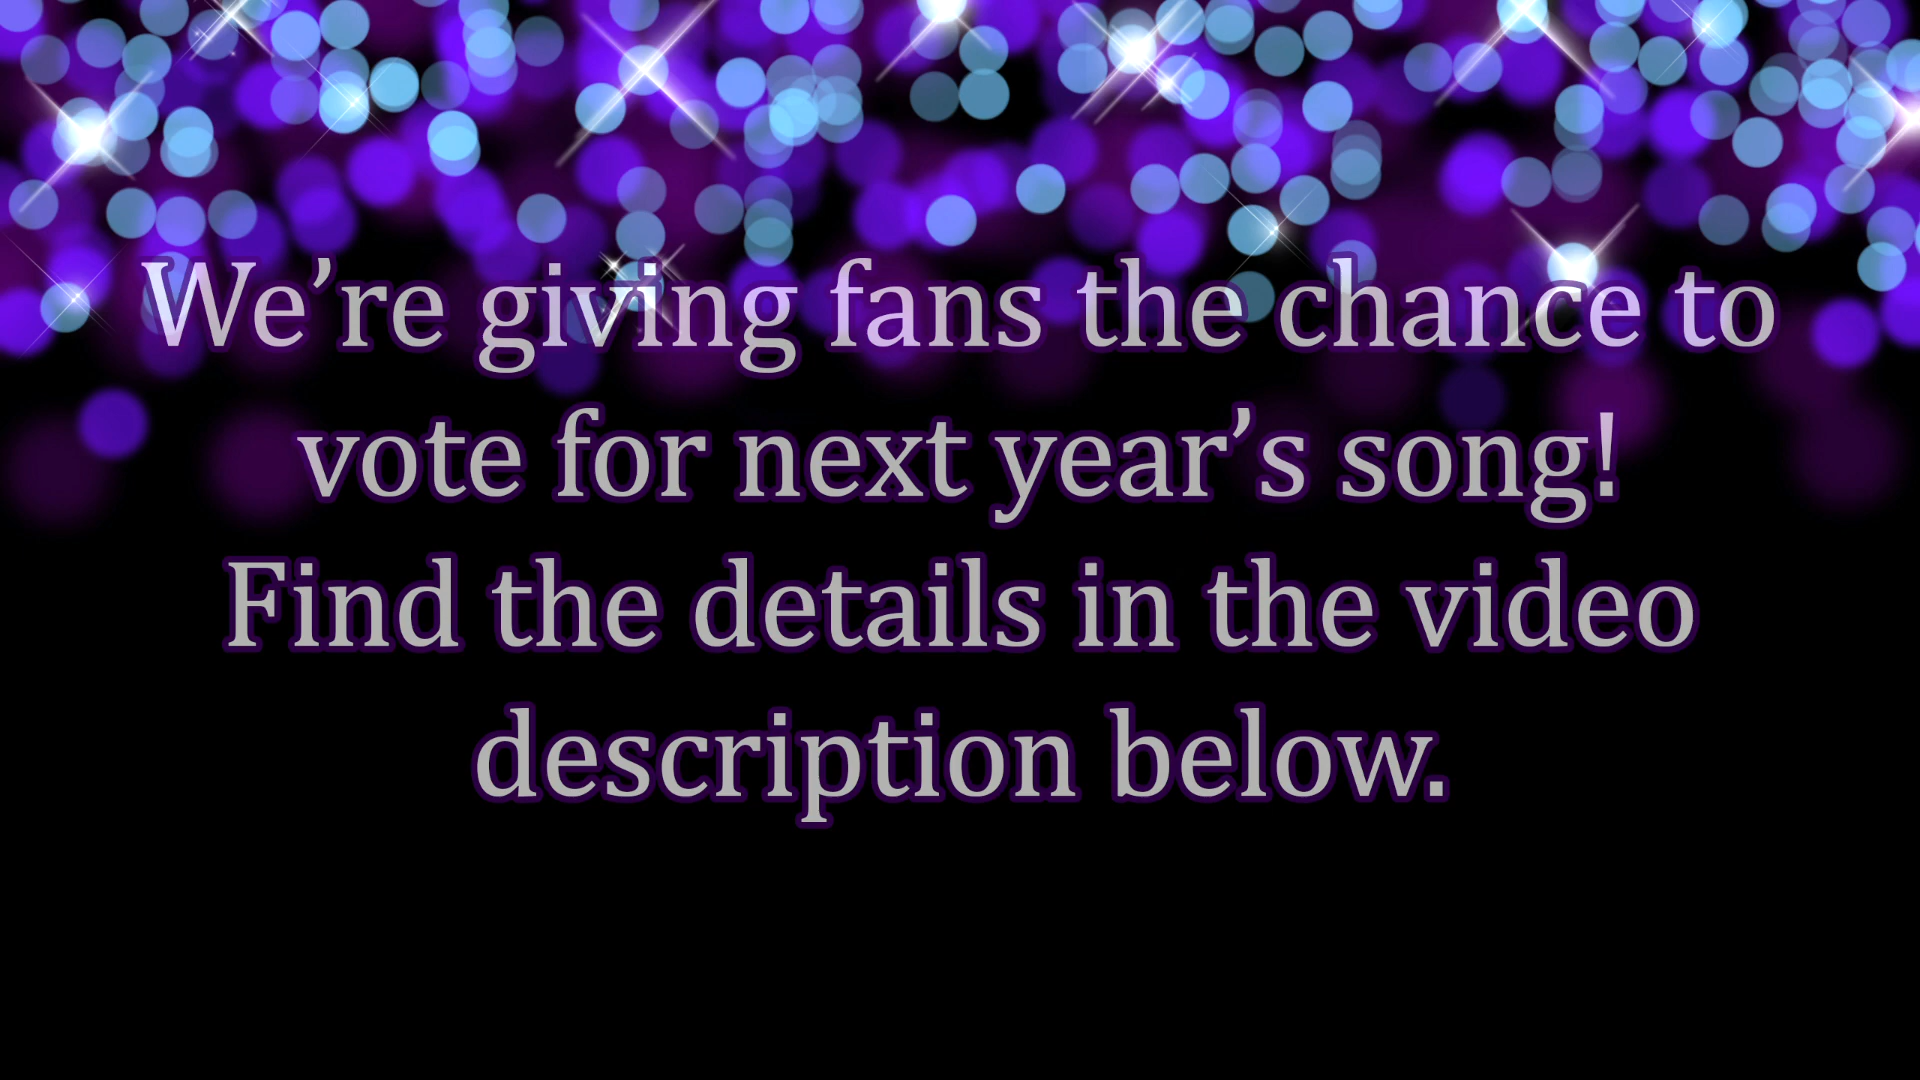 We’re giving fans the chance to
vote for next year’s song!
Find the details in the video
description below.